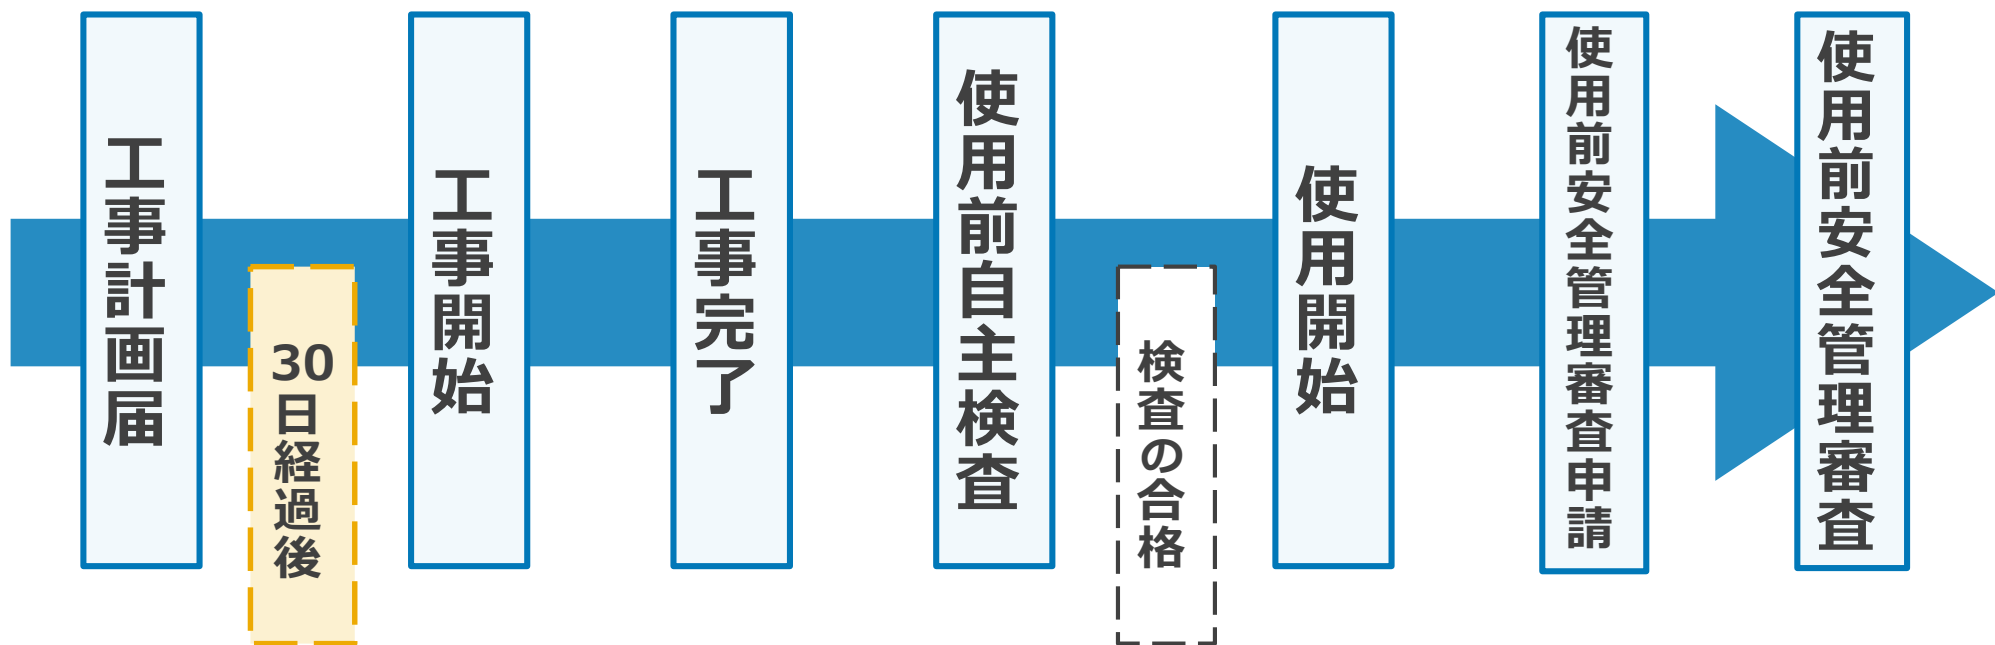 工事計画届
30日経過後
工事開始
工事完了
使用前自主検査
検査の合格
使用開始
使用前安全管理審査申請
使用前安全管理審査